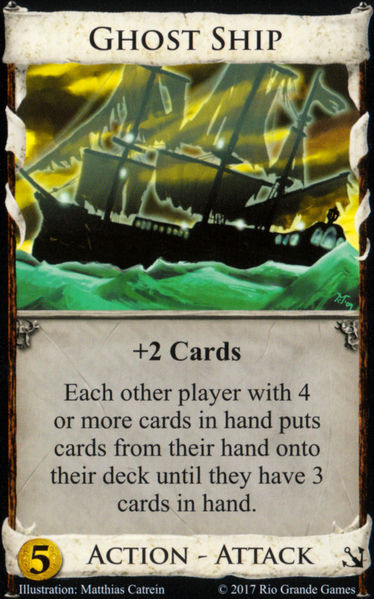 GHOST SHIP
+2 Cards
Each other player with 4
or more cards in hand puts
cards from their hand onto
their deck until they have 3
cards in hand.
5
ACTION - ATTACK
Illustration: Matthias Catrein © 2017 Rio Grande Games